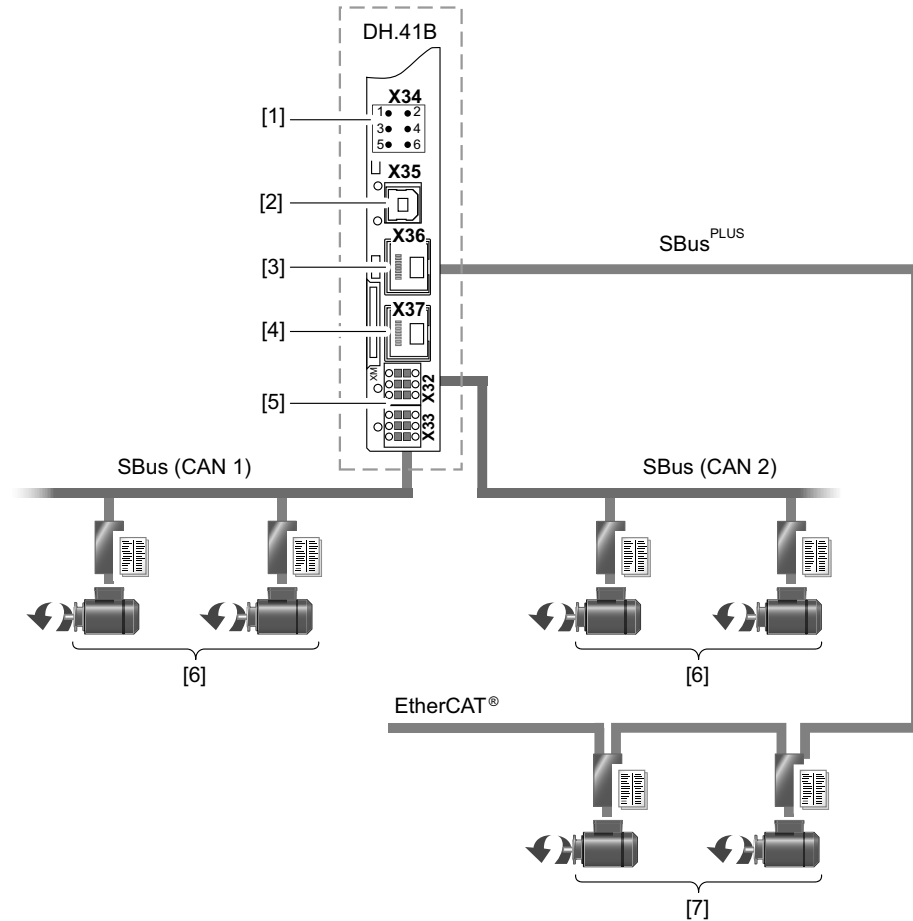 DH.41B
X34
[1]
1 2
3 4
5 6
X35
[2]
X36
[3]
SBusPLUS
X37
[4]
XM
X32
[5]
X33
SBus (CAN 1)
SBus (CAN 2)
[6]
[6]
EtherCAT®
[7]